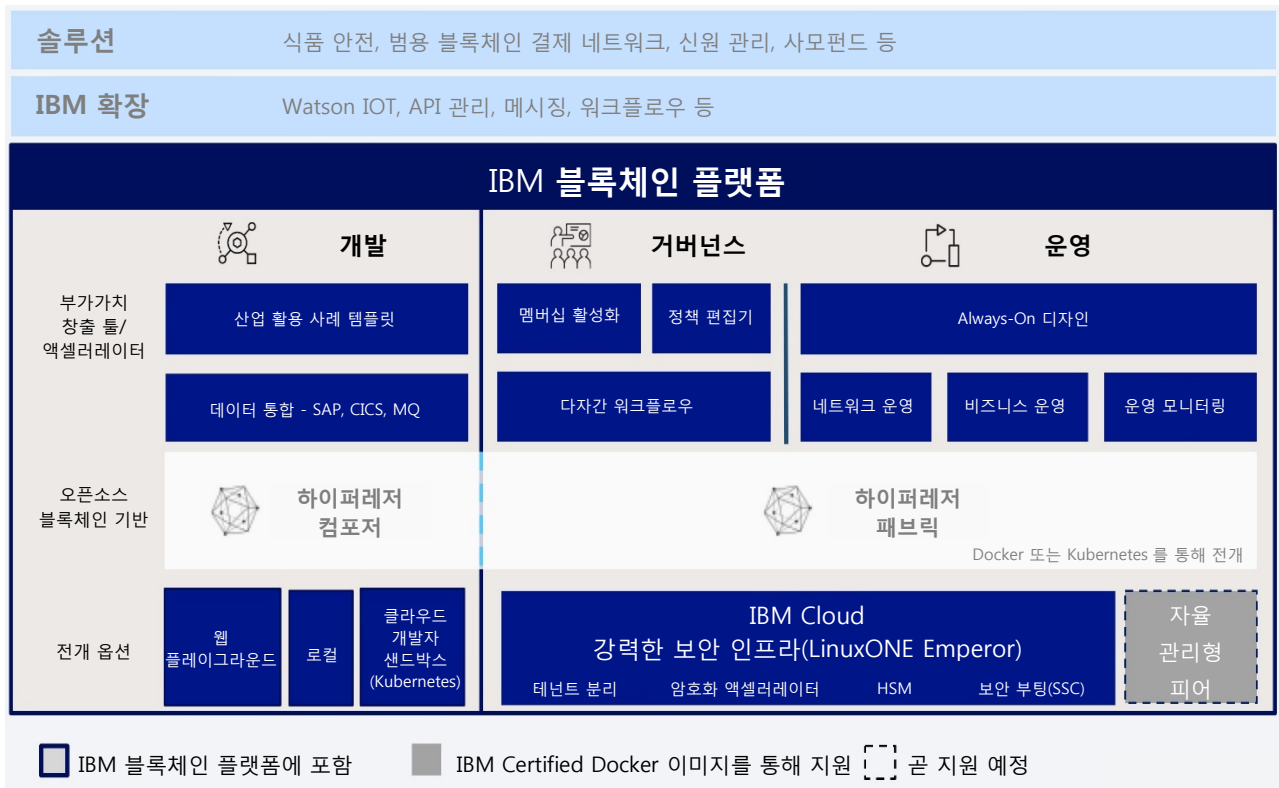 솔루션
식품 안전, 범용 블록체인 결제 네트워크, 신원 관리, 사모펀드 등
IBM 확장
Watson IOT, API 관리, 메시징, 워크플로우 등
IBM 블록체인 플랫폼
개발
거버넌스
운영
부가가치
창출 툴/
액셀러레이터
산업 활용 사례 템플릿
멤버십 활성화
정책 편집기
Always-On 디자인
데이터 통합 - SAP, CICS, MQ
다자간 워크플로우
네트워크 운영
비즈니스 운영
운영 모니터링
오픈소스
블록체인 기반
하이퍼레저
컴포저
하이퍼레저
패브릭
Docker 또는 Kubernetes 를 통해 전개
전개 옵션
웹
플레이그라운드
로컬
클라우드
개발자
샌드박스
(Kubernetes)
IBM Cloud
강력한 보안 인프라(LinuxONE Emperor)
테넌트 분리
암호화 액셀러레이터
HSM
보안 부팅(SSC)
자율
관리형
피어
IBM 블록체인 플랫폼에 포함
IBM Certified Docker 이미지를 통해 지원
곧 지원 예정